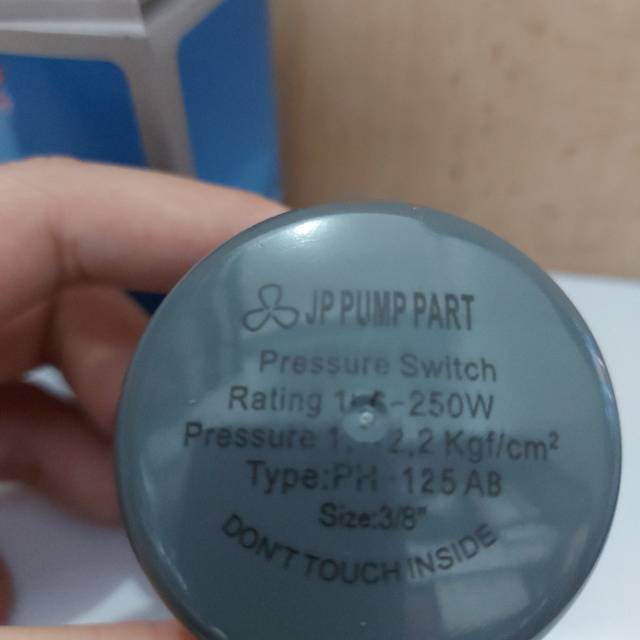 JP PUMP PART
Pressure Switch
Rating
Pressure 2,2 Kgf/cm²
Type:PH 125 AB
Size:3/8"
DON'T TOUCH INSIDE